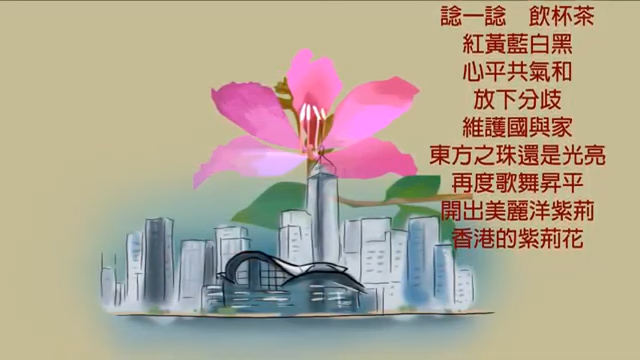 諗一諗　飲杯茶
紅黃藍白黑
心平共氣和
放下分歧
維護國與家
東方之珠還是光亮
再度歌舞昇平
開出美麗洋紫荊
香港的紫荊花